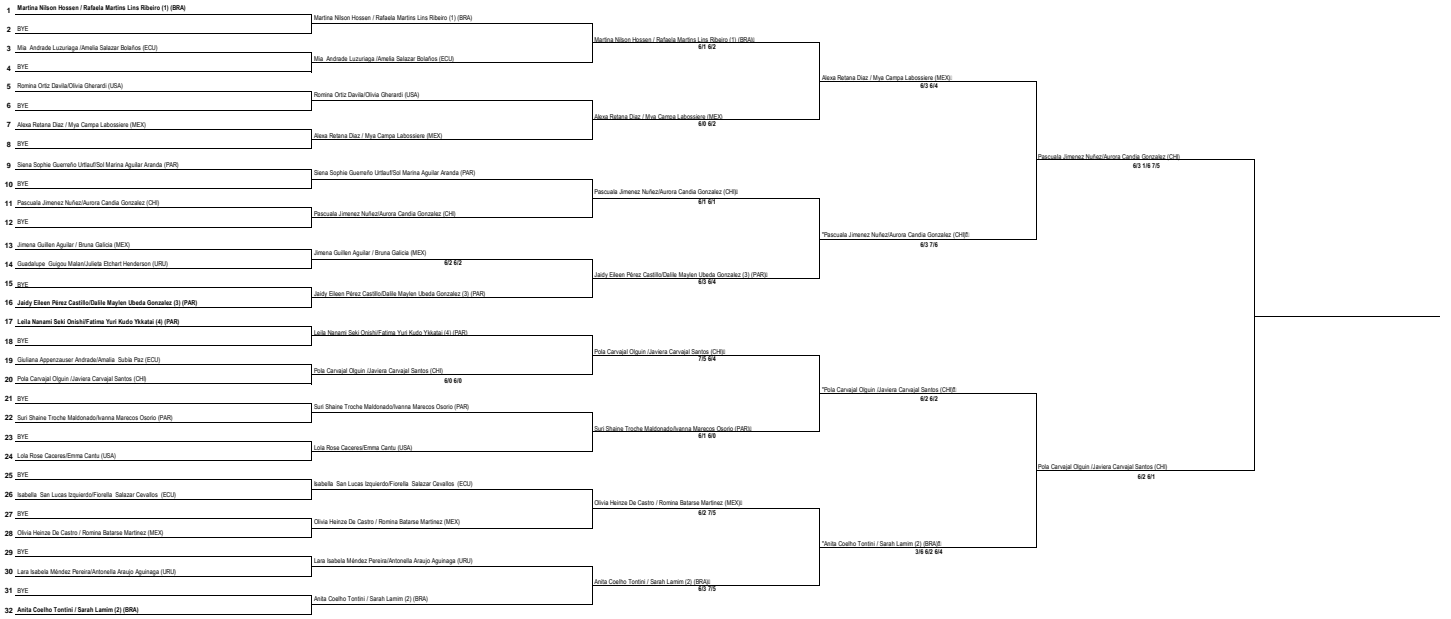 1 Martina Nilson Hossen / Rafaela Martins Lins Ribeiro (1) (BRA)
2 BYE
3 Mia Andrade Luzuriaga /Amelia Salazar Bolaños (ECU)
4 BYE
5 Romina Ortiz Davila/Olivia Gherardi (USA)
6 BYE
7 Alexa Retana Diaz / Mya Campa Labossiere (MEX)
8 BYE
9 Siena Sophie Guerreño Urtlauf/Sol Marina Aguilar Aranda (PAR)
10 BYE
11 Pascuala Jimenez Nuñez/Aurora Candia Gonzalez (CHI)
12 BYE
13 Jimena Guillen Aguilar / Bruna Galicia (MEX)
14 Guadalupe Guigou Malan/Julieta Etchart Henderson (URU)
15 BYE
16 Jaidy Eileen Pérez Castillo/Dalile Maylen Ubeda Gonzalez (3) (PAR)
17 Leila Nanami Seki Onishi/Fatima Yuri Kudo Ykkatai (4) (PAR)
18 BYE
19 Giuliana Appenzauser Andrade/Amalia Subia Paz (ECU)
20 Pola Carvajal Olguin /Javiera Carvajal Santos (CHI)
21 BYE
22 Suri Shaine Troche Maldonado/Ivanna Marecos Osorio (PAR)
23 BYE
24 Lola Rose Caceres/Emma Cantu (USA)
25 BYE
26 Isabella San Lucas Izquierdo/Fiorella Salazar Cevallos (ECU)
27 BYE
28 Olivia Heinze De Castro / Romina Batarse Martinez (MEX)
29 BYE
30 Lara Isabela Méndez Pereira/Antonella Araujo Aguinaga (URU)
31 BYE
32 Anita Coelho Tontini / Sarah Lamim (2) (BRA)
Martina Nilson Hossen / Rafaela Martins Lins Ribeiro (1) (BRA)
Mia Andrade Luzuriaga /Amelia Salazar Bolaños (ECU)
Romina Ortiz Davila/Olivia Gherardi (USA)
Alexa Retana Diaz / Mya Campa Labossiere (MEX)
Siena Sophie Guerreño Urtlauf/Sol Marina Aguilar Aranda (PAR)
Pascuala Jimenez Nuñez/Aurora Candia Gonzalez (CHI)
Jimena Guillen Aguilar / Bruna Galicia (MEX)
6/2 6/2
Jaidy Eileen Pérez Castillo/Dalile Maylen Ubeda Gonzalez (3) (PAR)
Leila Nanami Seki Onishi/Fatima Yuri Kudo Ykkatai (4) (PAR)
Pola Carvajal Olguin /Javiera Carvajal Santos (CHI)
6/0 6/0
Suri Shaine Troche Maldonado/Ivanna Marecos Osorio (PAR)
Lola Rose Caceres/Emma Cantu (USA)
Isabella San Lucas Izquierdo/Fiorella Salazar Cevallos (ECU)
Olivia Heinze De Castro / Romina Batarse Martinez (MEX)
Lara Isabela Méndez Pereira/Antonella Araujo Aguinaga (URU)
Anita Coelho Tontini / Sarah Lamim (2) (BRA)
Martina Nilson Hossen / Rafaela Martins Lins Ribeiro (1) (BRA)
6/1 6/2
Alexa Retana Diaz / Mya Campa Labossiere (MEX)
6/0 6/2
Pascuala Jimenez Nuñez/Aurora Candia Gonzalez (CHI)
6/1 6/1
Jaidy Eileen Pérez Castillo/Dalile Maylen Ubeda Gonzalez (3) (PAR)
6/3 6/4
Pola Carvajal Olguin /Javiera Carvajal Santos (CHI)
7/5 6/4
Suri Shaine Troche Maldonado/Ivanna Marecos Osorio (PAR)
6/1 6/0
Olivia Heinze De Castro / Romina Batarse Martinez (MEX)
6/2 7/5
Anita Coelho Tontini / Sarah Lamim (2) (BRA)
6/3 7/5
Alexa Retana Diaz / Mya Campa Labossiere (MEX)
6/3 6/4
"Pascuala Jimenez Nuñez/Aurora Candia Gonzalez (CHI)
6/3 7/6
"Pola Carvajal Olguin /Javiera Carvajal Santos (CHI)
6/2 6/2
"Anita Coelho Tontini / Sarah Lamim (2) (BRA)
3/6 6/2 6/4
Pascuala Jimenez Nuñez/Aurora Candia Gonzalez (CHI)
6/3 1/6 7/5
Pola Carvajal Olguin /Javiera Carvajal Santos (CHI)
6/2 6/1